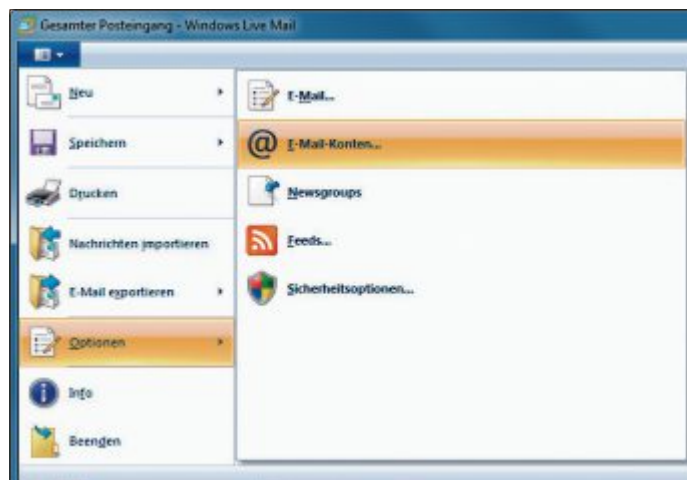 Gesamter Posteingang - Windows Live Mail
Neu
Speichern
Drucken
Nachrichten importieren
E-Mail exportieren
Optionen
Info
Beenden
E-Mail...
E-Mail-Konten...
Newsgroups
Feeds...
Sicherheitsoptionen...